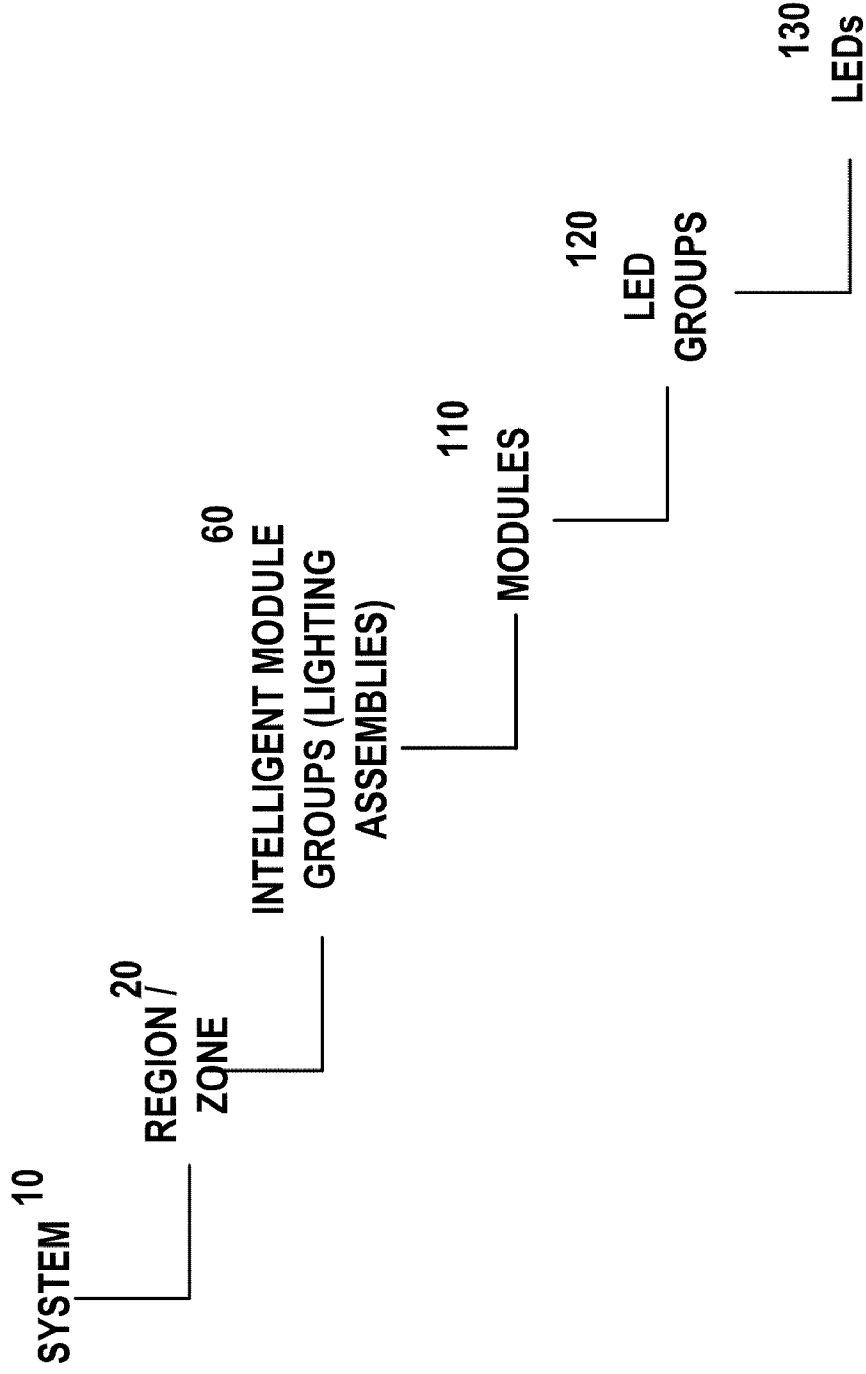 SYSTEM
10
REGION /
ZONE
20
INTELLIGENT MODULE
GROUPS (LIGHTING
ASSEMBLIES)
60
MODULES
110
LED
GROUPS
120
LEDs
130